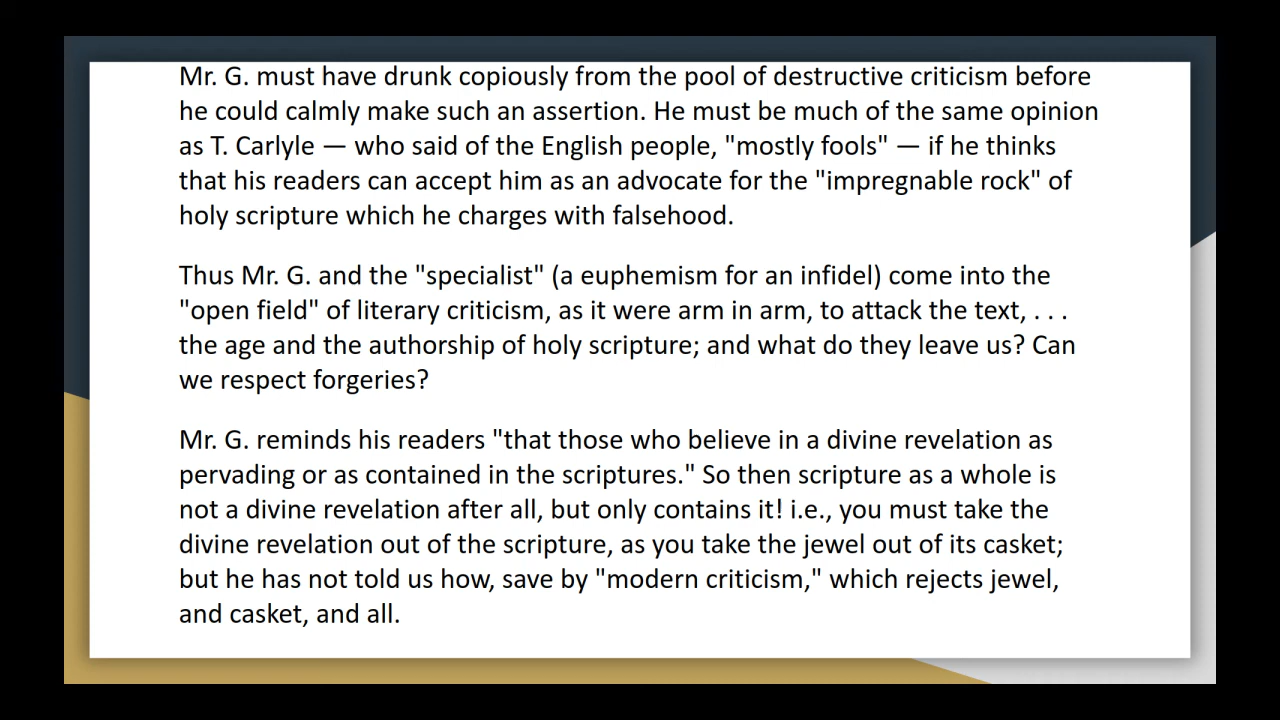 Mr. G. must have drunk copiously from the pool of destructive criticism before
he could calmly make such an assertion. He must be much of the same opinion
as T. Carlyle — who said of the English people, "mostly fools" — if he thinks
that his readers can accept him as an advocate for the "impregnable rock" of
holy scripture which he charges with falsehood.
Thus Mr. G. and the "specialist" (a euphemism for an infidel) come into the
"open field" of literary criticism, as it were arm in arm, to attack the text, . . .
the age and the authorship of holy scripture; and what do they leave us? Can
we respect forgeries?
Mr. G. reminds his readers "that those who believe in a divine revelation as
pervading or as contained in the scriptures." So then scripture as a whole is
not a divine revelation after all, but only contains it! i.e., you must take the
divine revelation out of the scripture, as you take the jewel out of its casket;
but he has not told us how, save by "modern criticism," which rejects jewel,
and casket, and all.